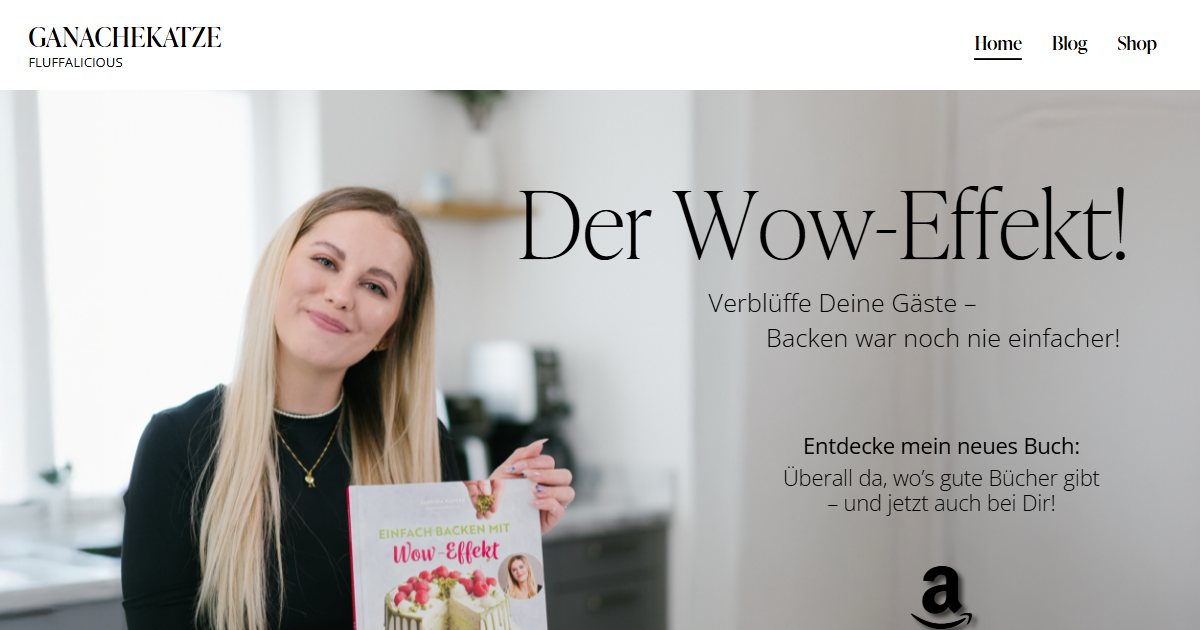 GANACHEKATZE
FLUFFALICIOUS
Home Blog Shop
Der Wow-Effekt!
Verblüffe Deine Gäste –
Backen war noch nie einfacher!
Entdecke mein neues Buch:
Überall da, wo’s gute Bücher gibt
– und jetzt auch bei Dir!
EINFACH BACKEN MIT
Wow-Effekt
a